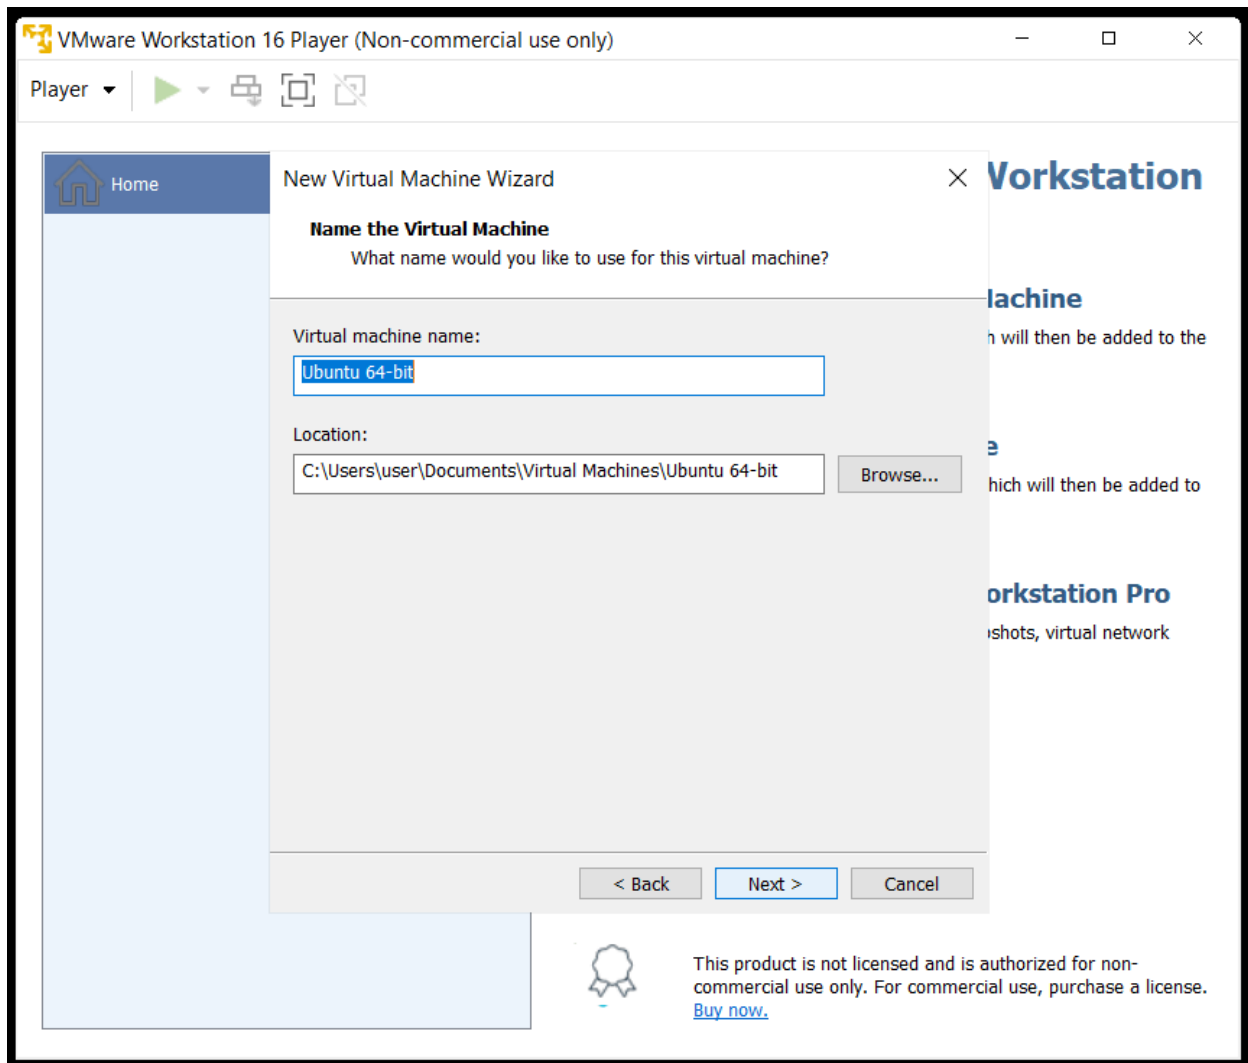 VMware Workstation 16 Player (Non-commercial use only)
Player
Home
New Virtual Machine Wizard
Name the Virtual Machine
What name would you like to use for this virtual machine?
Virtual machine name:
Ubuntu 64-bit
Location:
C:\Users\user\Documents\Virtual Machines\Ubuntu 64-bit
Browse...
< Back
Next >
Cancel
Workstation
achine
will then be added to the
hich will then be added to
orkstation Pro
shots, virtual network
This product is not licensed and is authorized for non-
commercial use only. For commercial use, purchase a license.
Buy now.